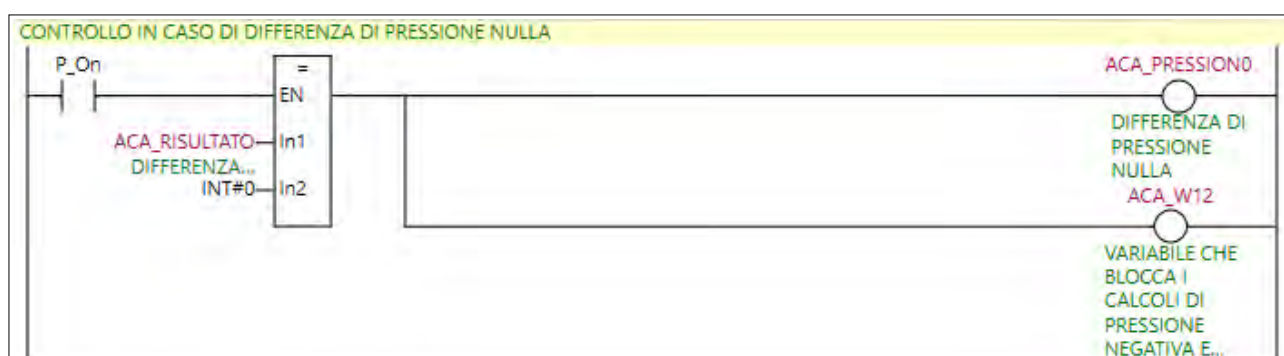 CONTROLLO IN CASO DI DIFFERENZA DI PRESSIONE NULLA
P_On
=
EN
ACA_RISULTATO
In1
DIFFERENZA...
INT#0
In2
ACA_PRESSION0
DIFFERENZA DI
PRESSIONE
NULLA
ACA_W12
VARIABILE CHE
BLOCCA I
CALCOLI DI
PRESSIONE
NEGATIVA E...